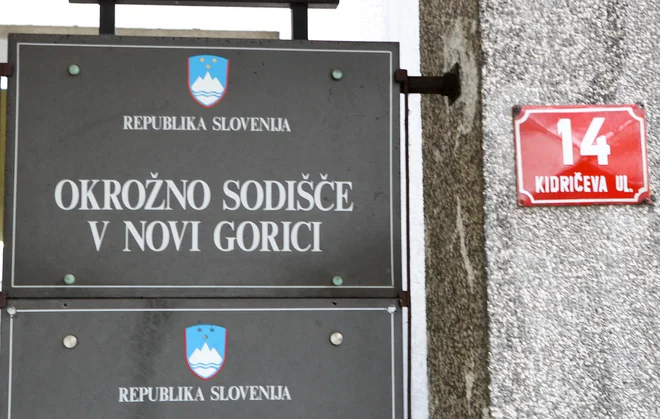 REPUBLIKA SLOVENIJA
OKROŽNO SODIŠČE
V NOVI GORICI
REPUBLIKA SLOVENIJA
14
KIDRIČEVA UL.